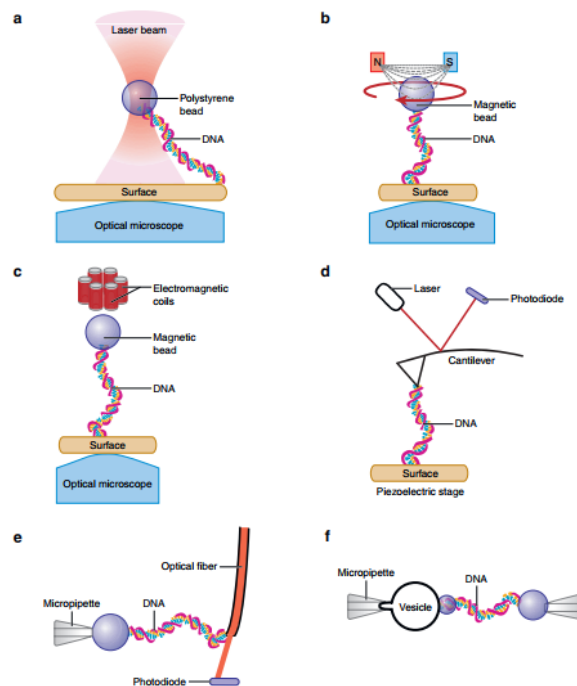 a
Laser beam
Polystyrene
bead
DNA
Surface
Optical microscope
b
N
S
Magnetic
bead
DNA
Surface
Optical microscope
c
Electromagnetic
coils
Magnetic
bead
DNA
Surface
Optical microscope
d
Laser
Photodiode
Cantilever
DNA
Surface
Piezoelectric stage
e
Optical fiber
Micropipette
DNA
Photodiode
f
Micropipette
DNA
Vesicle